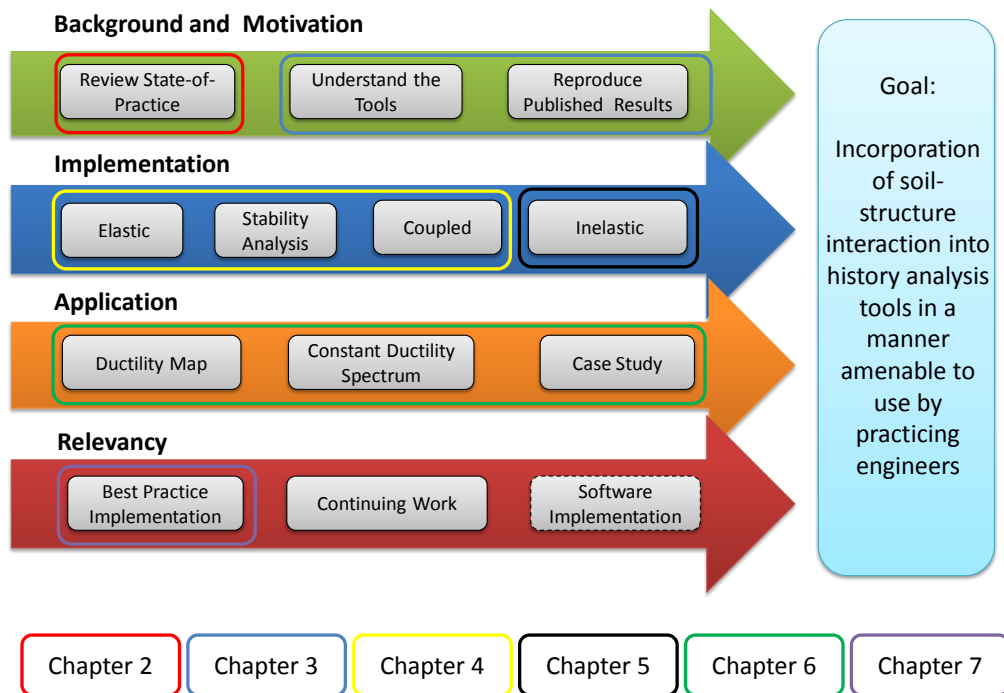 Background and Motivation
Review State-of-
Practice
Understand the
Tools
Reproduce
Published Results
Implementation
Elastic
Stability
Analysis
Coupled
Inelastic
Application
Ductility Map
Constant Ductility
Spectrum
Case Study
Relevancy
Best Practice
Implementation
Continuing Work
Software
Implementation
Goal:
Incorporation
of soil-
structure
interaction into
history analysis
tools in a
manner
amenable to
use by
practicing
engineers
Chapter 2
Chapter 3
Chapter 4
Chapter 5
Chapter 6
Chapter 7